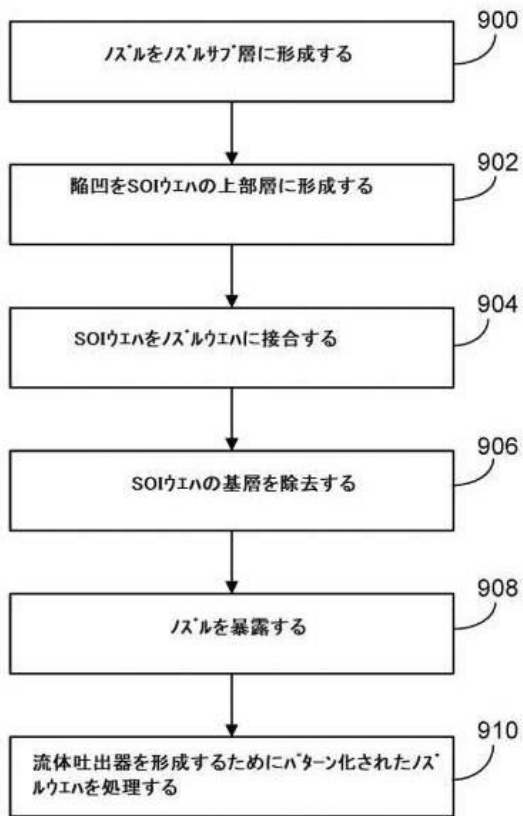 900
ﾉｽﾞﾙをﾉｽﾞﾙｻﾌﾞ層に形成する
902
陥凹をSOIｳｴﾊの上部層に形成する
904
SOIｳｴﾊをﾉｽﾞﾙｳｴﾊに接合する
906
SOIｳｴﾊの基層を除去する
908
ﾉｽﾞﾙを暴露する
910
流体吐出器を形成するためにﾊﾟﾀｰﾝ化されたﾉｽﾞ
ﾙｳｴﾊを処理する